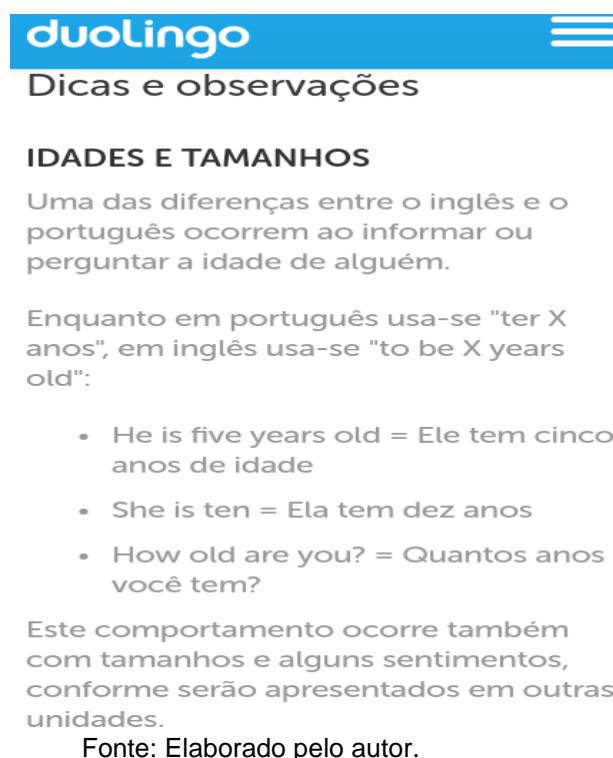 duolingo
Dicas e observações
IDADES E TAMANHOS
Uma das diferenças entre o inglês e o
português ocorrem ao informar ou
perguntar a idade de alguém.
Enquanto em português usa-se "ter X
anos", em inglês usa-se "to be X years
old":
• He is five years old = Ele tem cinco
anos de idade
• She is ten = Ela tem dez anos
• How old are you? = Quantos anos
você tem?
Este comportamento ocorre também
com tamanhos e alguns sentimentos,
conforme serão apresentados em outras
unidades.
Fonte: Elaborado pelo autor.